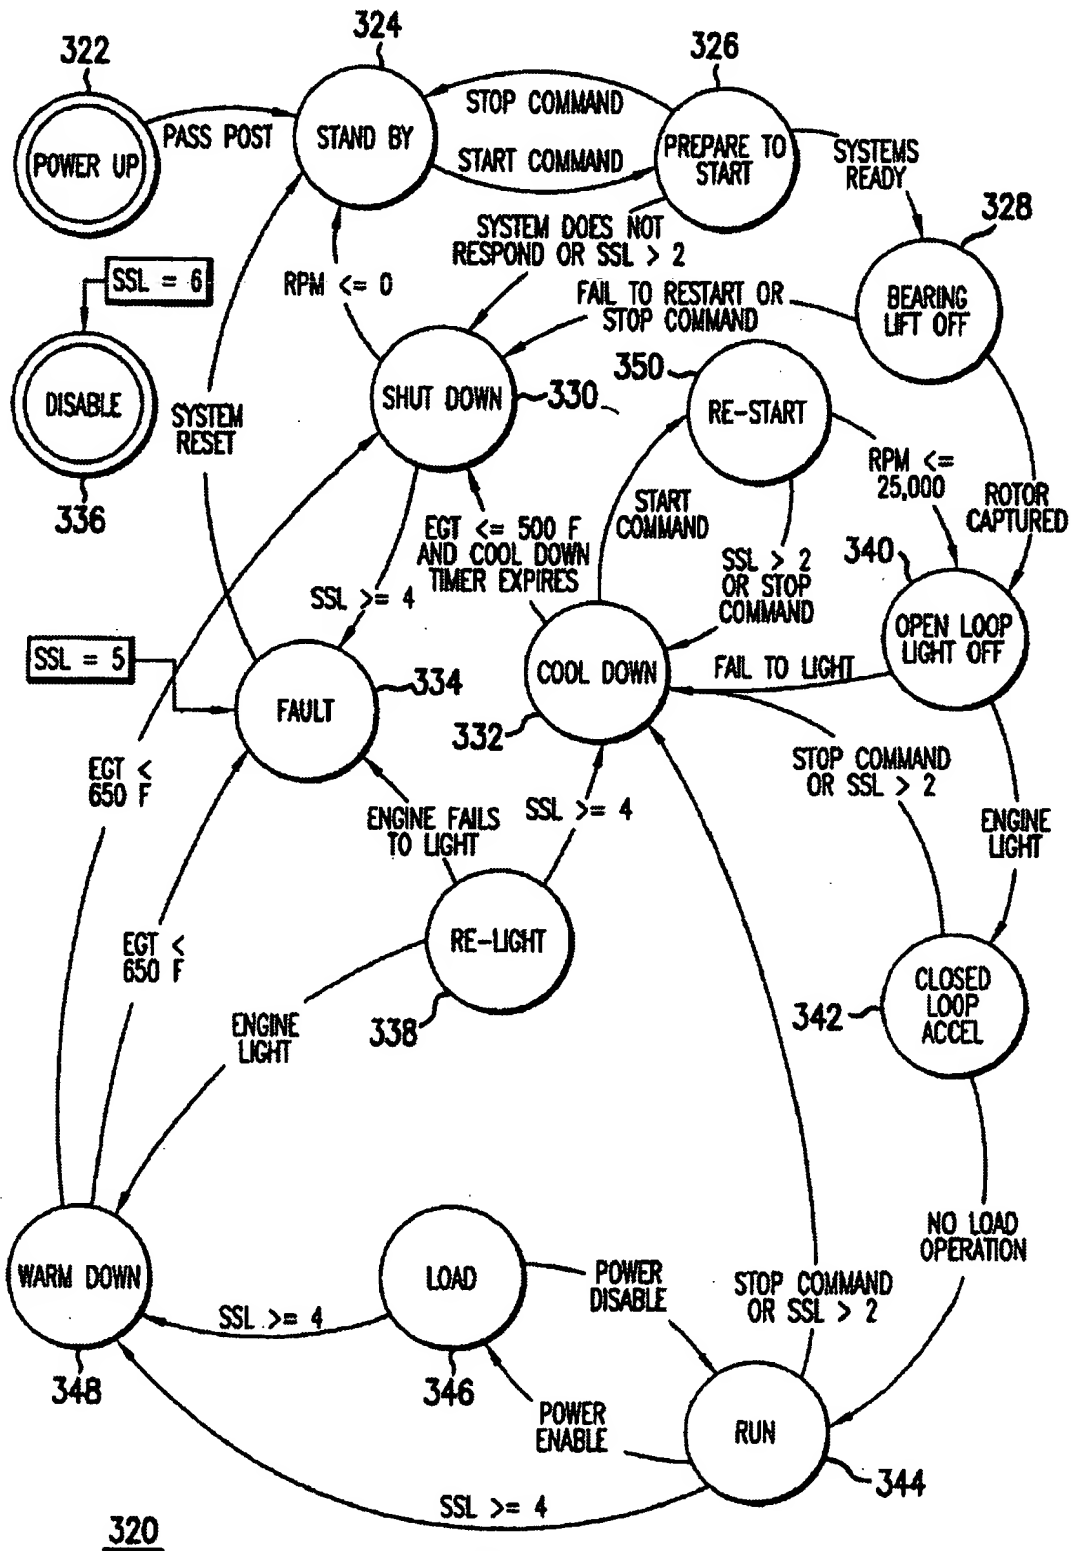 322
324
326
POWER UP
PASS POST
STAND BY
STOP COMMAND
START COMMAND
PREPARE TO
START
SYSTEMS
READY
328
SSL = 6
RPM <= 0
SYSTEM DOES NOT
RESPOND OR SSL > 2
FAIL TO RESTART OR
STOP COMMAND
BEARING
LIFT OFF
DISABLE
336
SYSTEM
RESET
SHUT DOWN
330
350
RE-START
RPM <=
25,000
ROTOR
CAPTURED
START
COMMAND
EGT <= 500 F
AND COOL DOWN
TIMER EXPIRES
SSL >= 4
SSL > 2
OR STOP
COMMAND
340
OPEN LOOP
LIGHT OFF
SSL = 5
FAULT
334
COOL DOWN
332
FAIL TO LIGHT
STOP COMMAND
OR SSL > 2
ENGINE
LIGHT
EGT <
650 F
ENGINE FAILS
TO LIGHT
SSL >= 4
EGT <
650 F
RE-LIGHT
338
ENGINE
LIGHT
CLOSED
LOOP
ACCEL
342
NO LOAD
OPERATION
WARM DOWN
348
SSL >= 4
LOAD
346
POWER
DISABLE
STOP COMMAND
OR SSL > 2
POWER
ENABLE
RUN
344
SSL >= 4
320